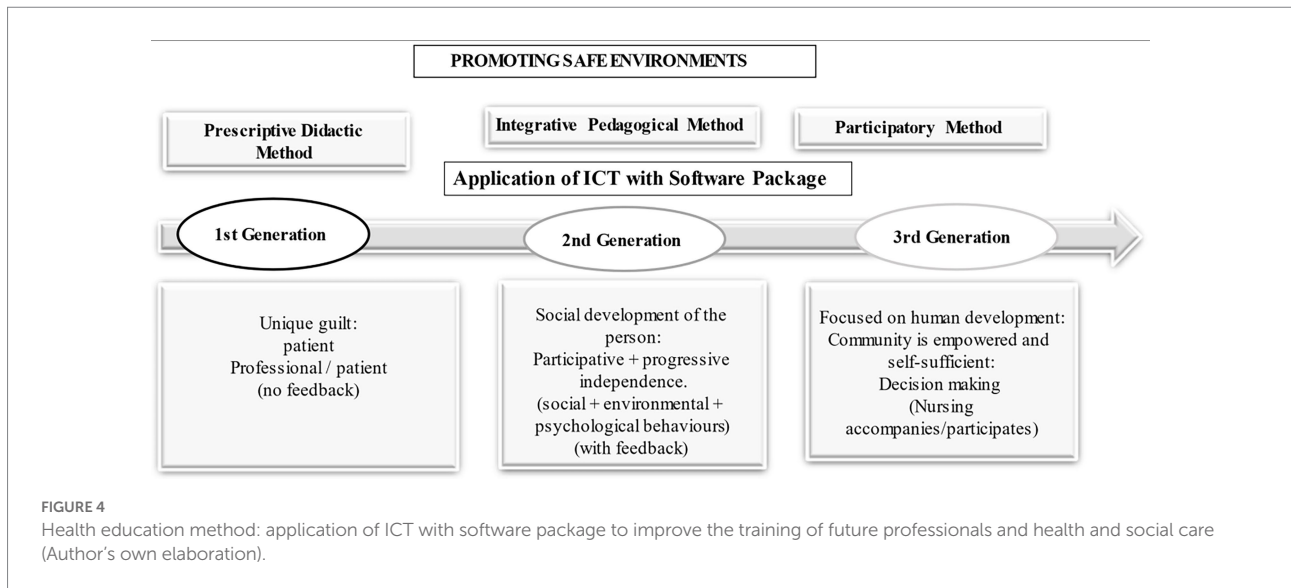 PROMOTING SAFE ENVIRONMENTS
Prescriptive Didactic
Method
Integrative Pedagogical Method
Participatory Method
Application of ICT with Software Package
1st Generation
2nd Generation
3rd Generation
Unique guilt:
patient
Professional / patient
(no feedback)
Social development of the
person:
Participative + progressive
independence.
(social + environmental +
psychological behaviours)
(with feedback)
Focused on human development:
Community is empowered and
self-sufficient:
Decision making
(Nursing
accompanies/participates)
FIGURE 4
Health education method: application of ICT with software package to improve the training of future professionals and health and social care
(Author's own elaboration).